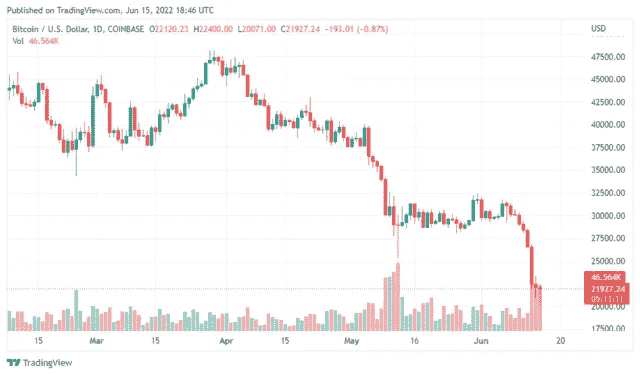 Published on TradingView.com, Jun 15, 2022 18:46 UTC
Bitcoin / U.S. Dollar, 1D, COINBASE O22120.23 H22400.00 L20071.00 C21927.24 -193.01 (-0.87%)
Vol 46.564K
USD
47500.00
45000.00
42500.00
40000.00
37500.00
35000.00
32500.00
30000.00
27500.00
25000.00
46.564K
21927.24
20000.00
17500.00
15 Mar 15 Apr 15 May 16 Jun 20
TradingView